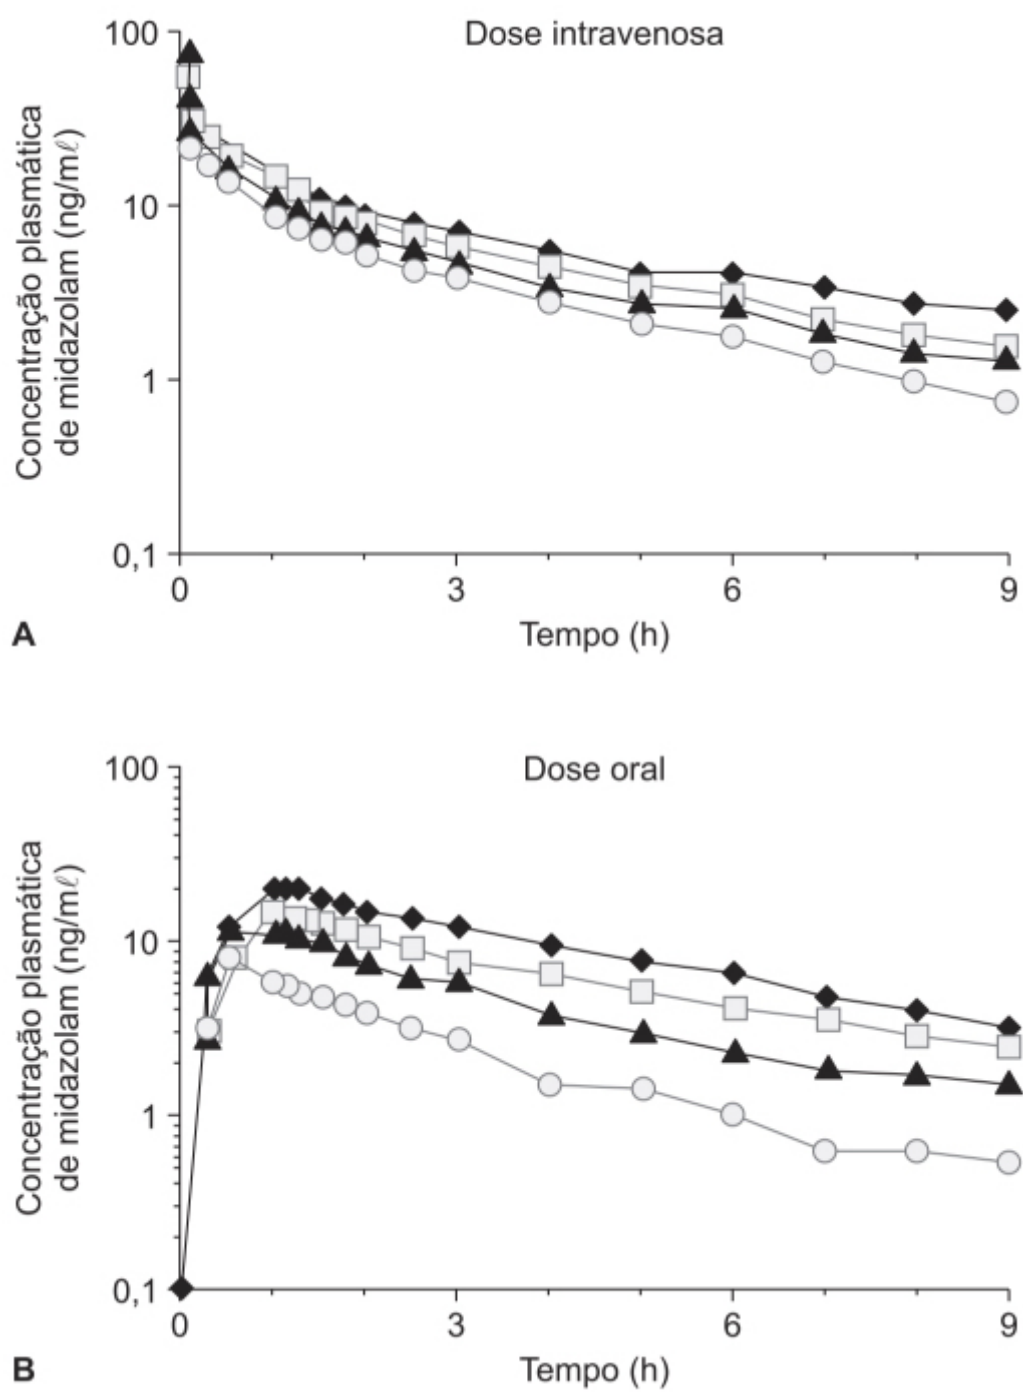 Dose intravenosa
Concentração plasmática
de midazolam (ng/mℓ)
100
10
1
0,1
0 3 6 9
Tempo (h)
A
Dose oral
Concentração plasmática
de midazolam (ng/mℓ)
100
10
1
0,1
0 3 6 9
Tempo (h)
B